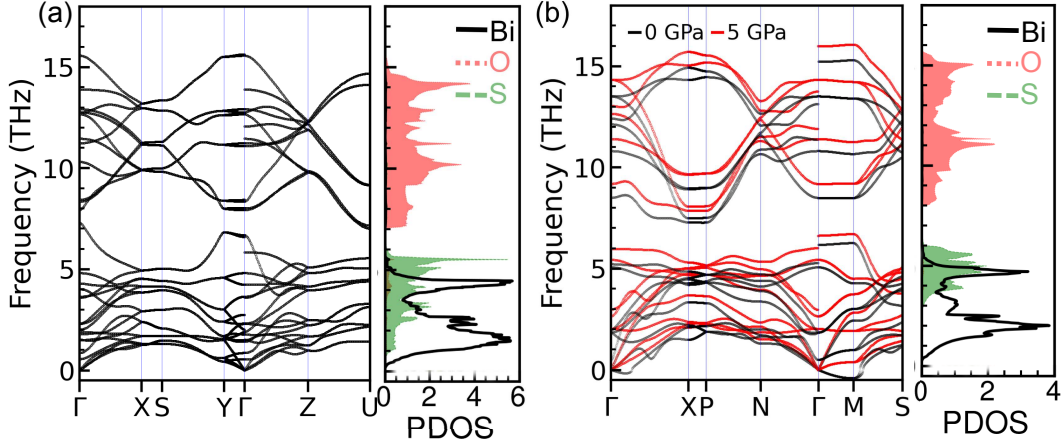 (a)
Frequency (THz)
15
10
5
0
Γ X S Y Γ Z U
Bi
O
S
0 2 4 6
PDOS
(b)
Frequency (THz)
0 GPa 5 GPa
15
10
5
0
Γ X P N Γ M S
Bi
O
S
0 2 4
PDOS